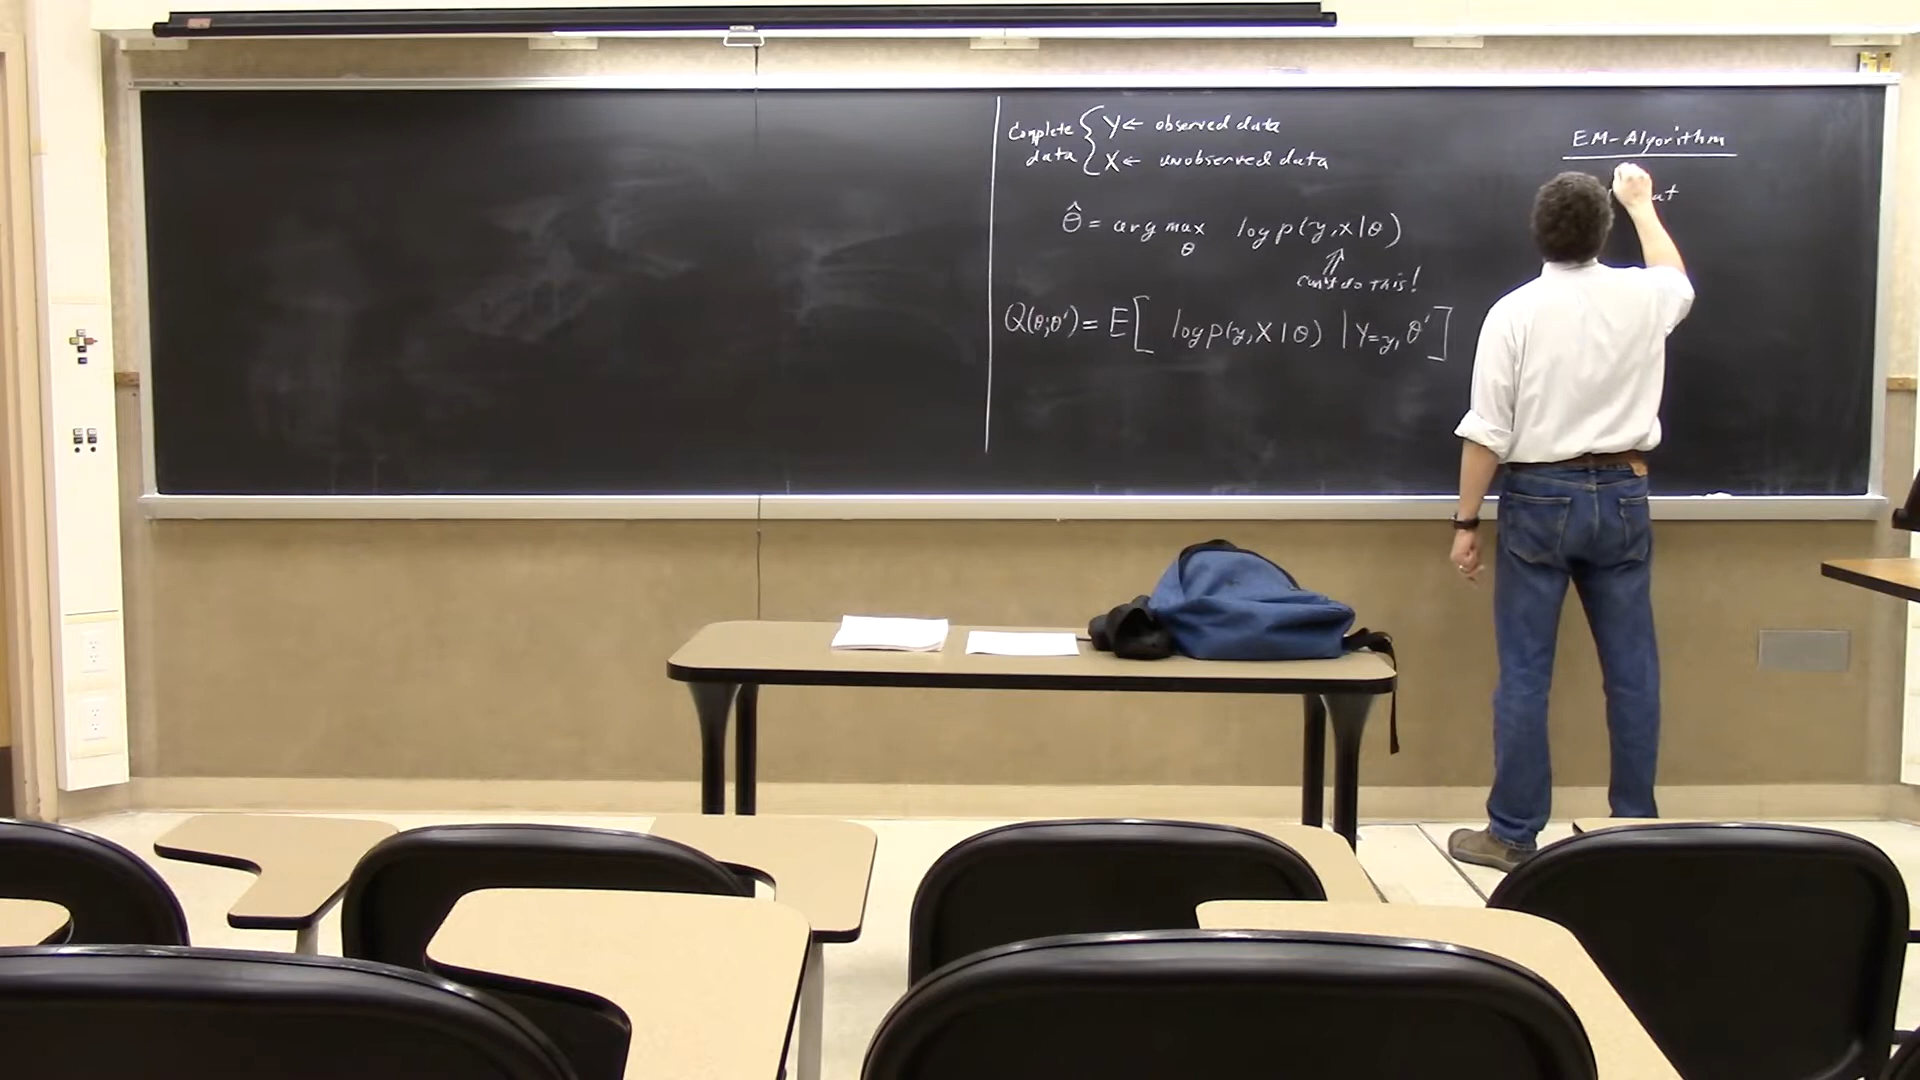 Complete { Y ← observed data
data { X ← unobserved data
θ̂ = arg max log p(y,x|θ)
θ
⇑
can't do this!
Q(θ;θ') = E[ log p(y,X|θ) | Y=y, θ' ]
EM-Algorithm